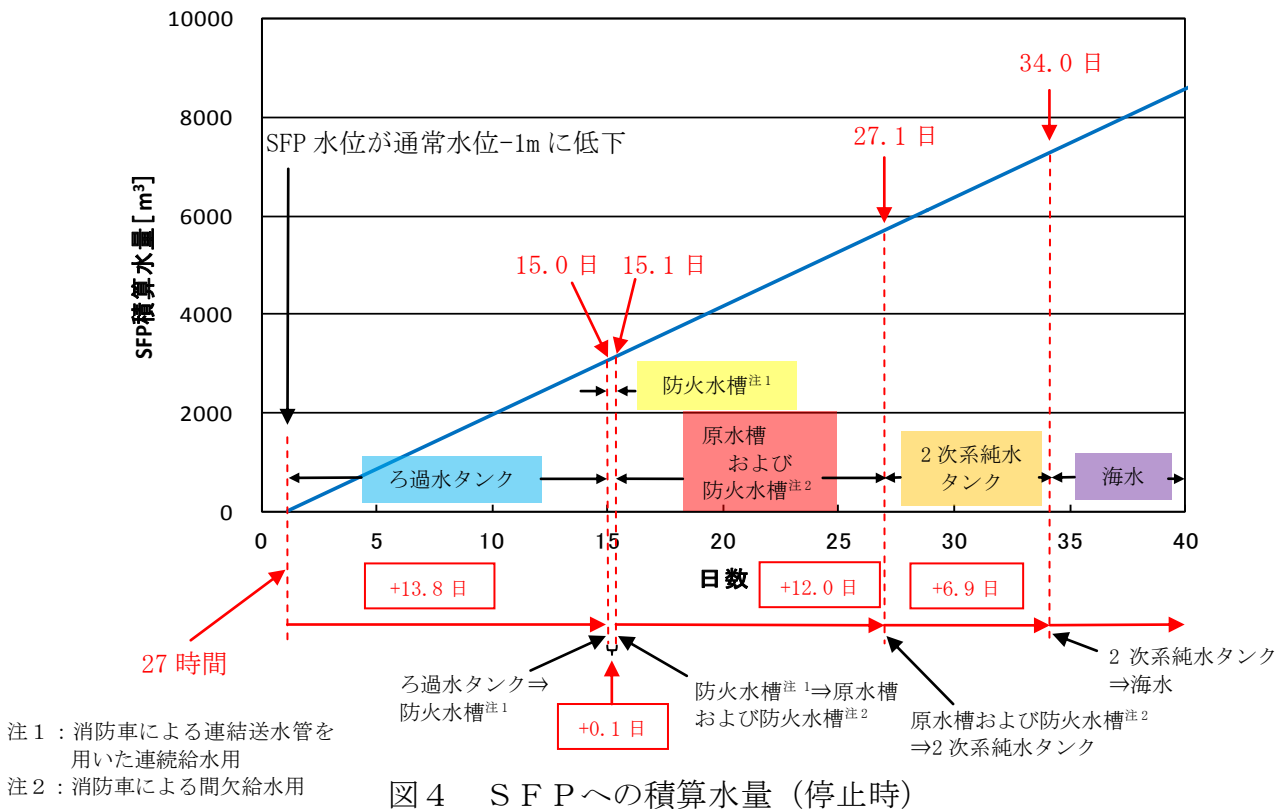 10000
8000
6000
4000
2000
0
SFP積算水量[m³]
34.0 日
27.1 日
SFP 水位が通常水位-1m に低下
15.0 日
15.1 日
防火水槽注1
ろ過水タンク
原水槽
および
防火水槽注2
2 次系純水
タンク
海水
0 5 10 15 20 25 30 35 40
日数
+13.8 日
+12.0 日
+6.9 日
27 時間
ろ過水タンク⇒
防火水槽注1
+0.1 日
防火水槽注 1⇒原水槽
および防火水槽注2
原水槽および防火水槽注2
⇒2 次系純水タンク
2 次系純水タンク
⇒海水
注1：消防車による連結送水管を
用いた連続給水用
注2：消防車による間欠給水用
図4 SFPへの積算水量（停止時）